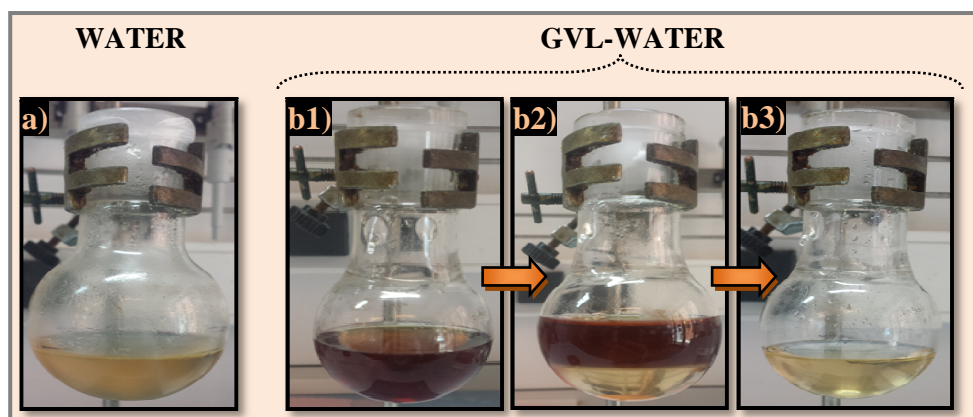 WATER
GVL-WATER
a)
b1)
b2)
b3)